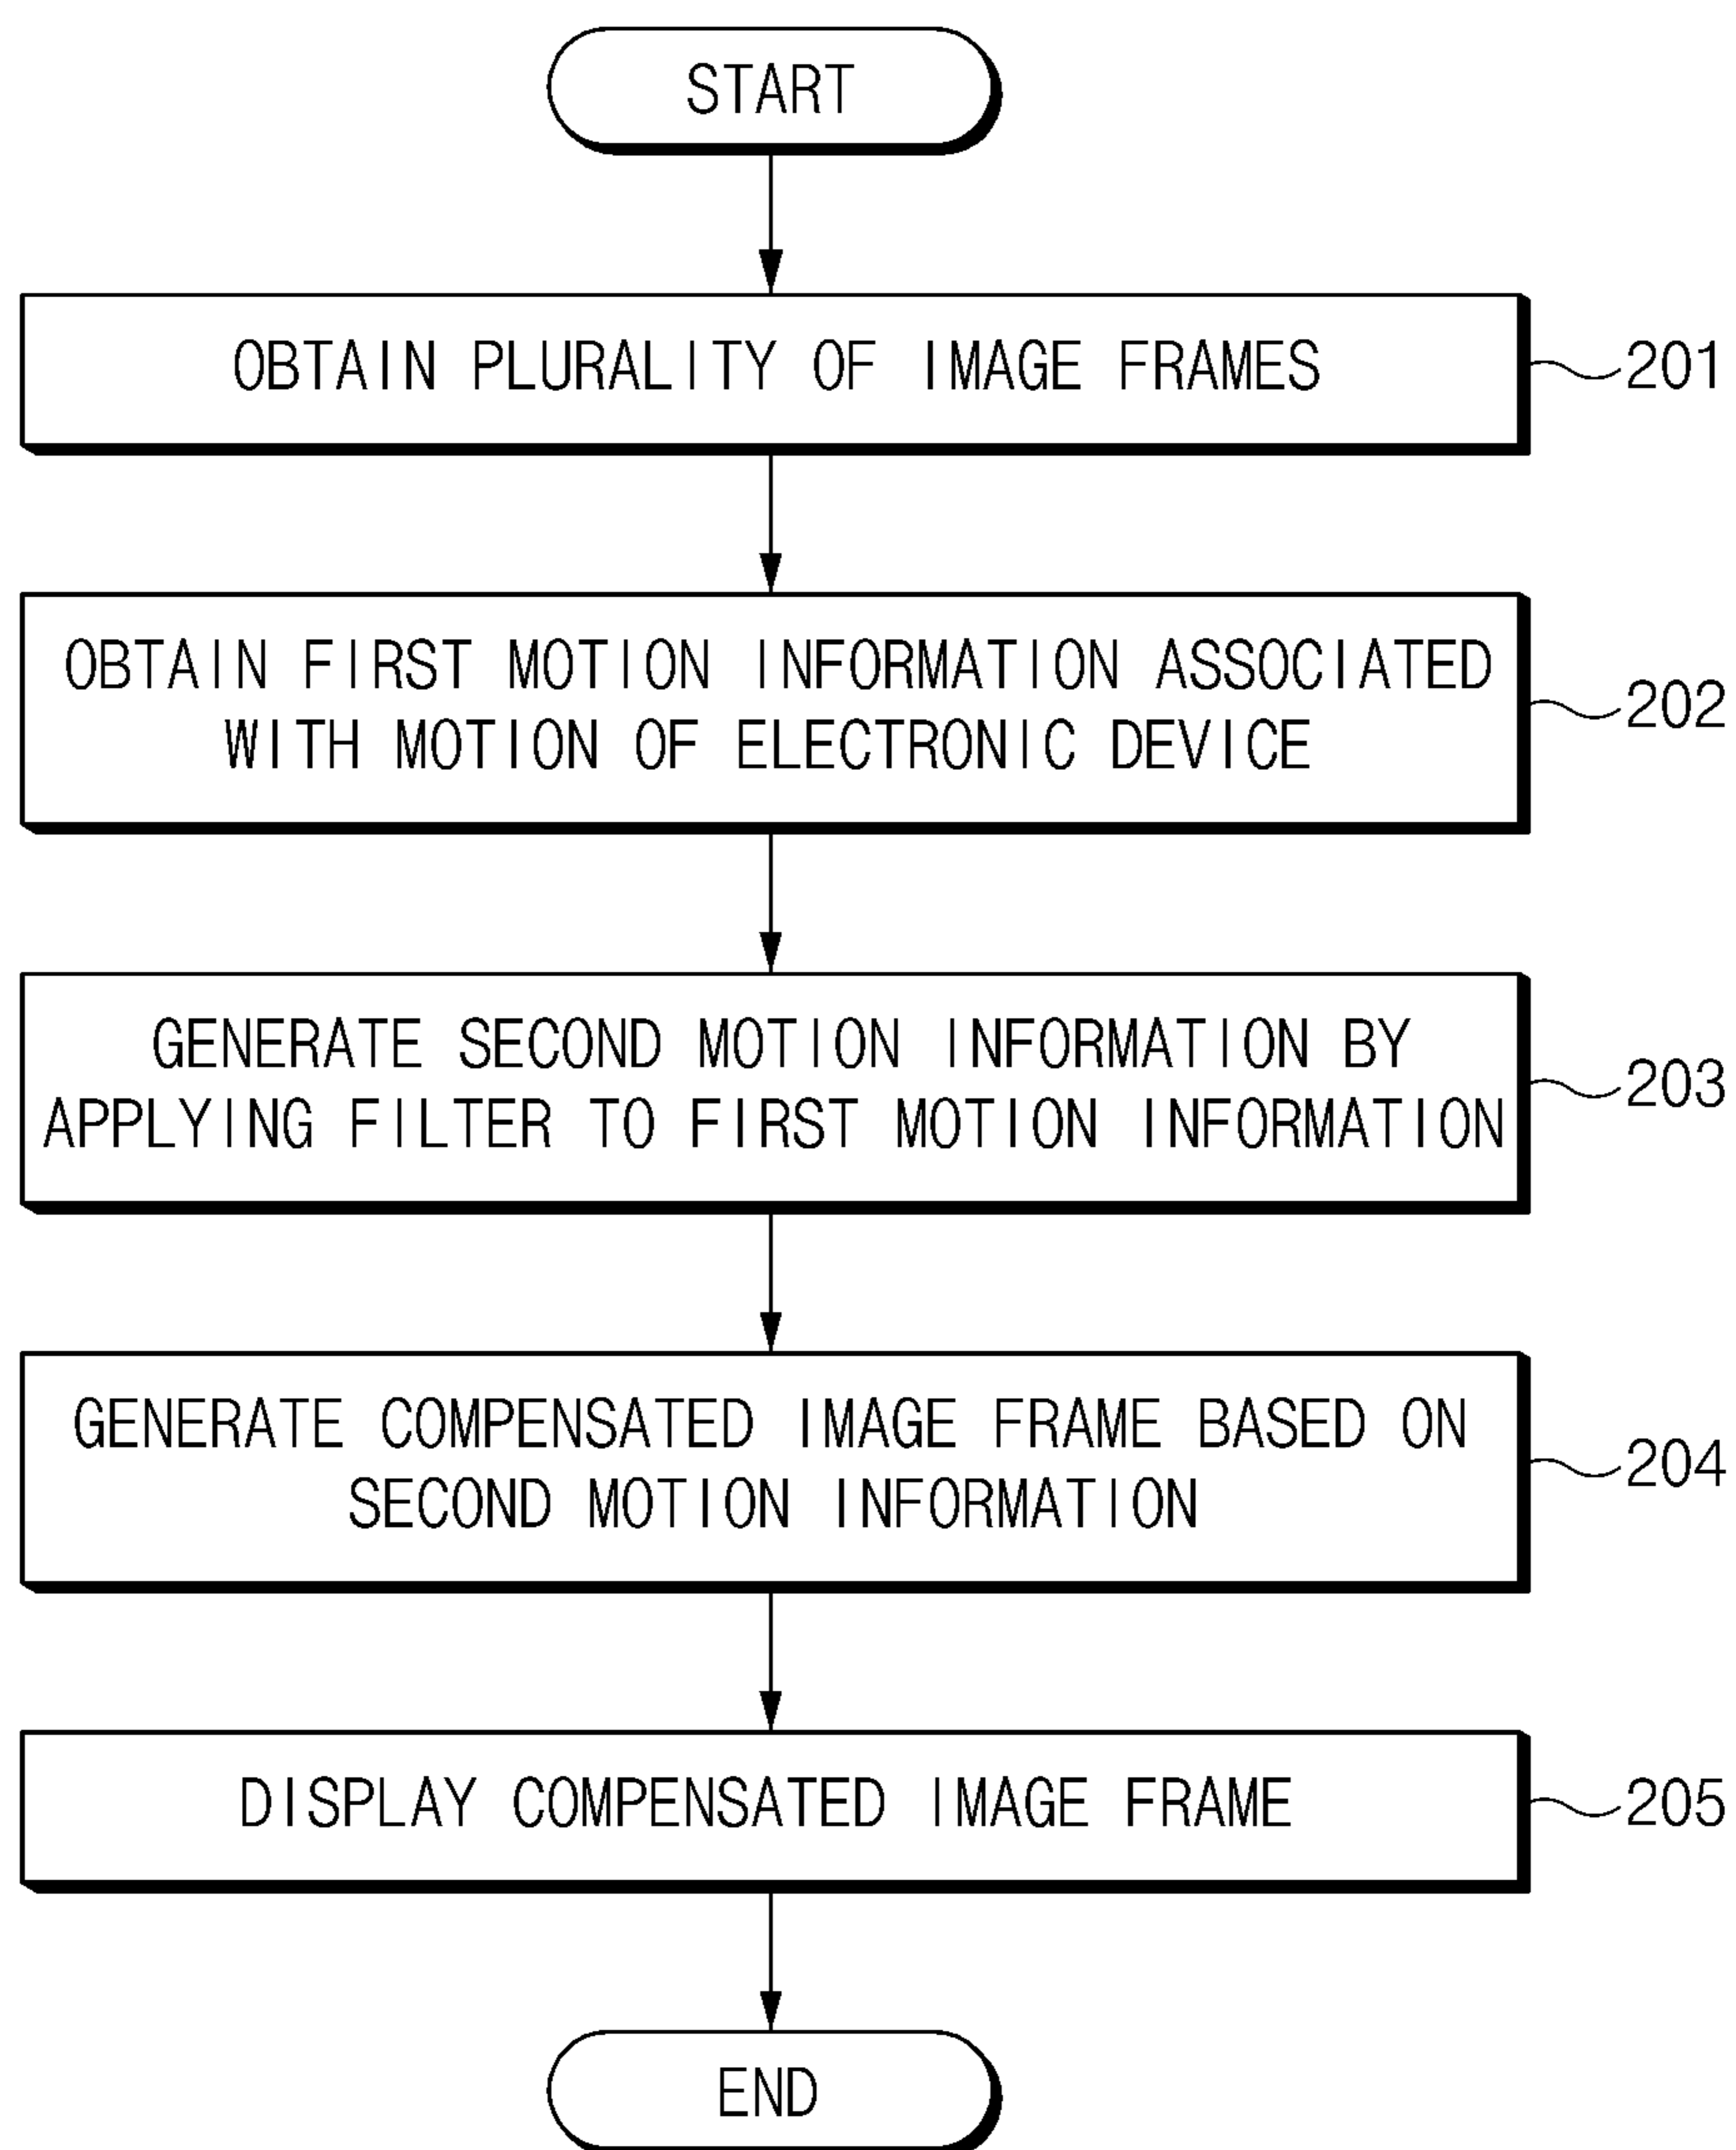 START
OBTAIN PLURALITY OF IMAGE FRAMES
201
OBTAIN FIRST MOTION INFORMATION ASSOCIATED
WITH MOTION OF ELECTRONIC DEVICE
202
GENERATE SECOND MOTION INFORMATION BY
APPLYING FILTER TO FIRST MOTION INFORMATION
203
GENERATE COMPENSATED IMAGE FRAME BASED ON
SECOND MOTION INFORMATION
204
DISPLAY COMPENSATED IMAGE FRAME
205
END